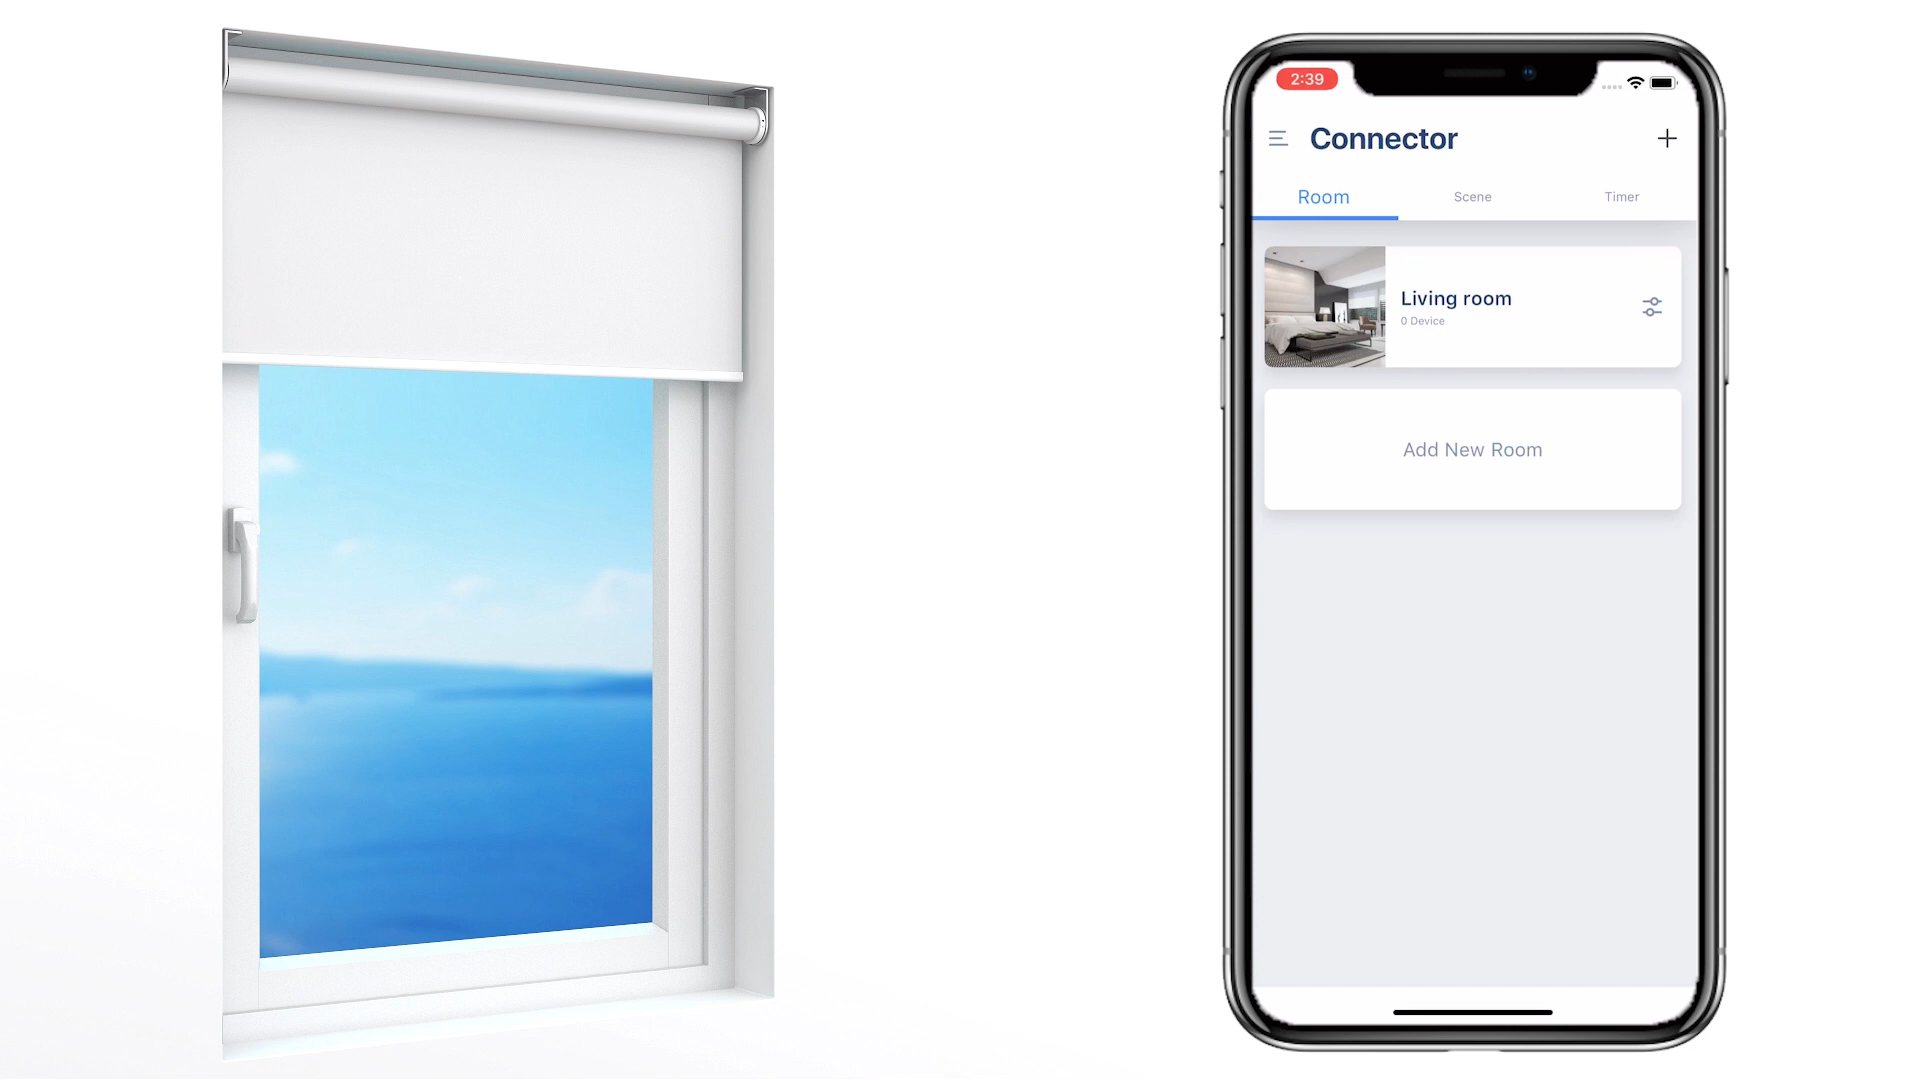 2:39
Connector
Room
Scene
Timer
Living room
0 Device
Add New Room